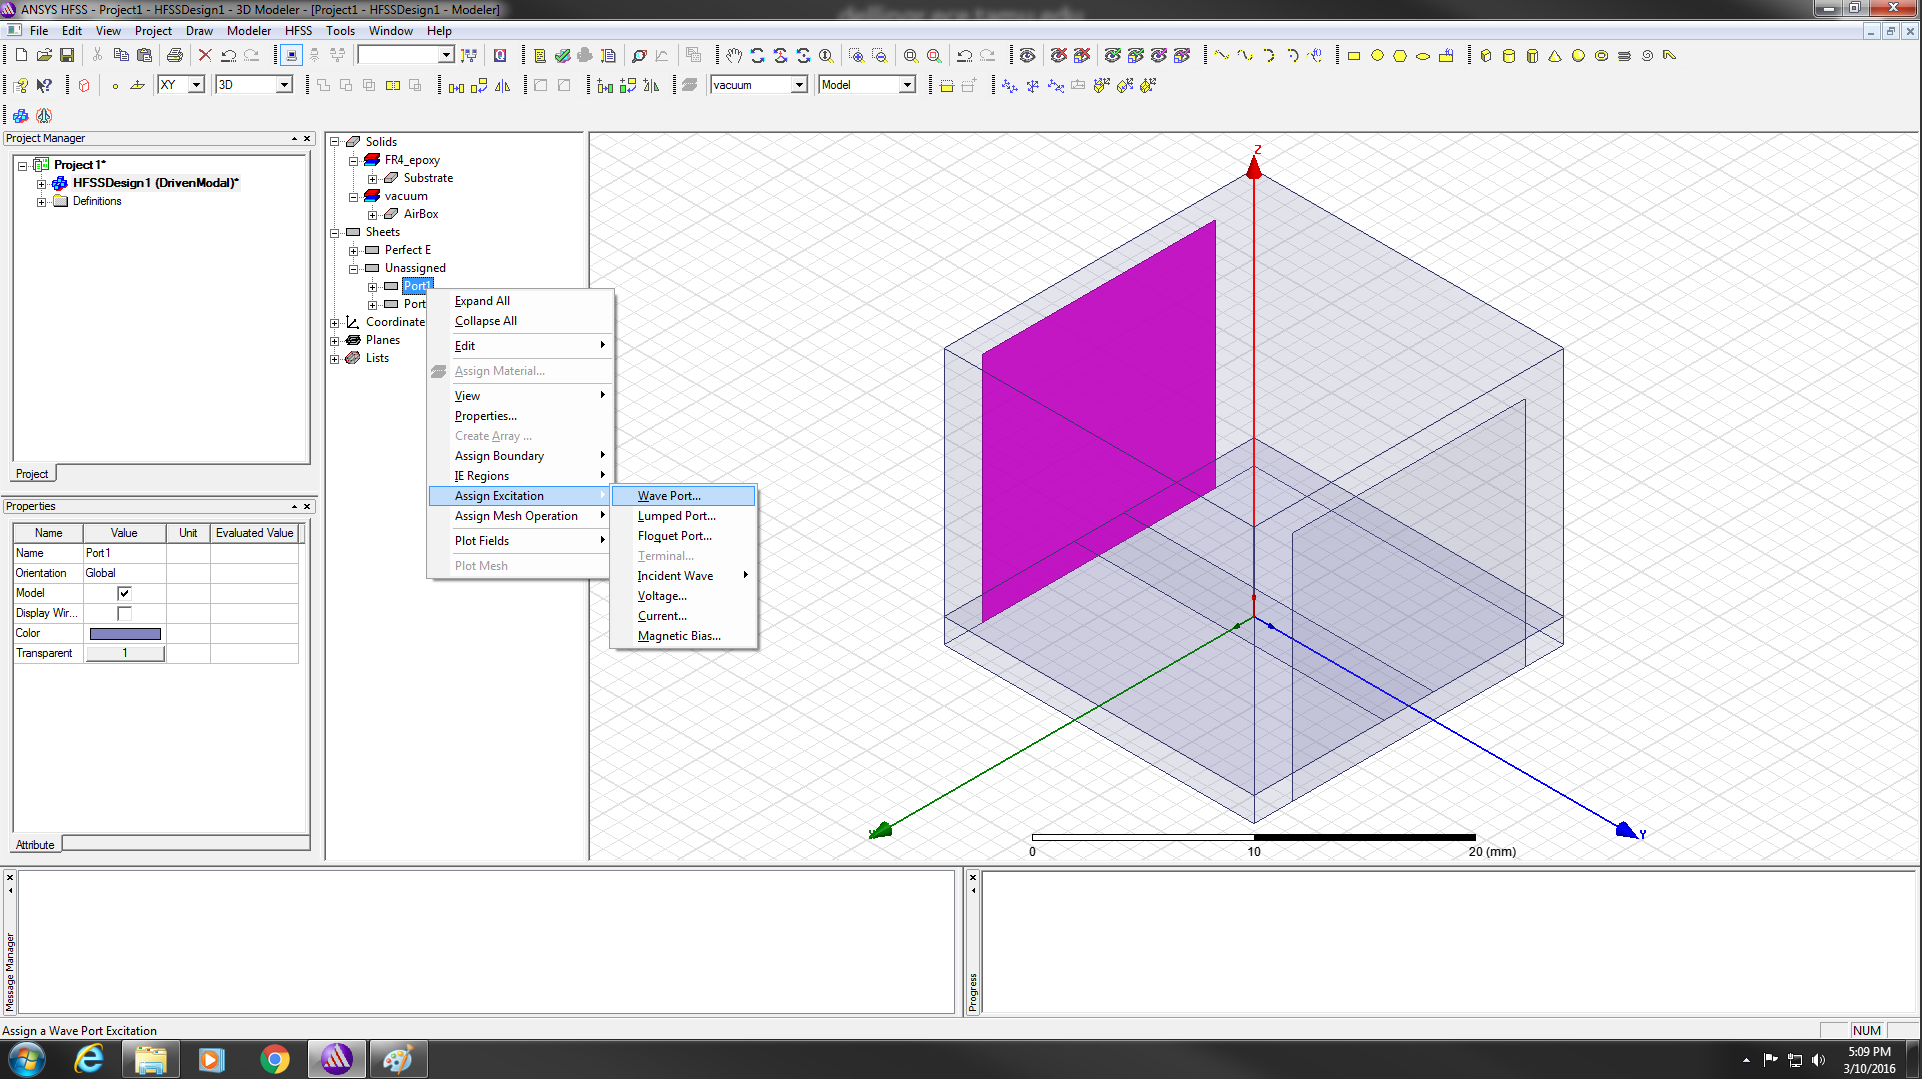 ANSYS HFSS - Project1 - HFSSDesign1 - 3D Modeler - [Project1 - HFSSDesign1 - Modeler]
File Edit View Project Draw Modeler HFSS Tools Window Help
XY 3D vacuum Model
Project Manager
Project1*
HFSSDesign1 (DrivenModal)*
Definitions
Project
Properties
Name Value Unit Evaluated Value
Name Port1
Orientation Global
Model
Display Wir...
Color
Transparent 1
Attribute
Solids
FR4_epoxy
Substrate
vacuum
AirBox
Sheets
Perfect E
Unassigned
Port1
Port
Coordinate
Planes
Lists
Expand All
Collapse All
Edit
Assign Material...
View
Properties...
Create Array ...
Assign Boundary
IE Regions
Assign Excitation
Assign Mesh Operation
Plot Fields
Plot Mesh
Wave Port...
Lumped Port...
Floquet Port...
Terminal...
Incident Wave
Voltage...
Current...
Magnetic Bias...
Z
Y
0 10 20 (mm)
Message Manager
Progress
Assign a Wave Port Excitation
NUM
5:09 PM
3/10/2016